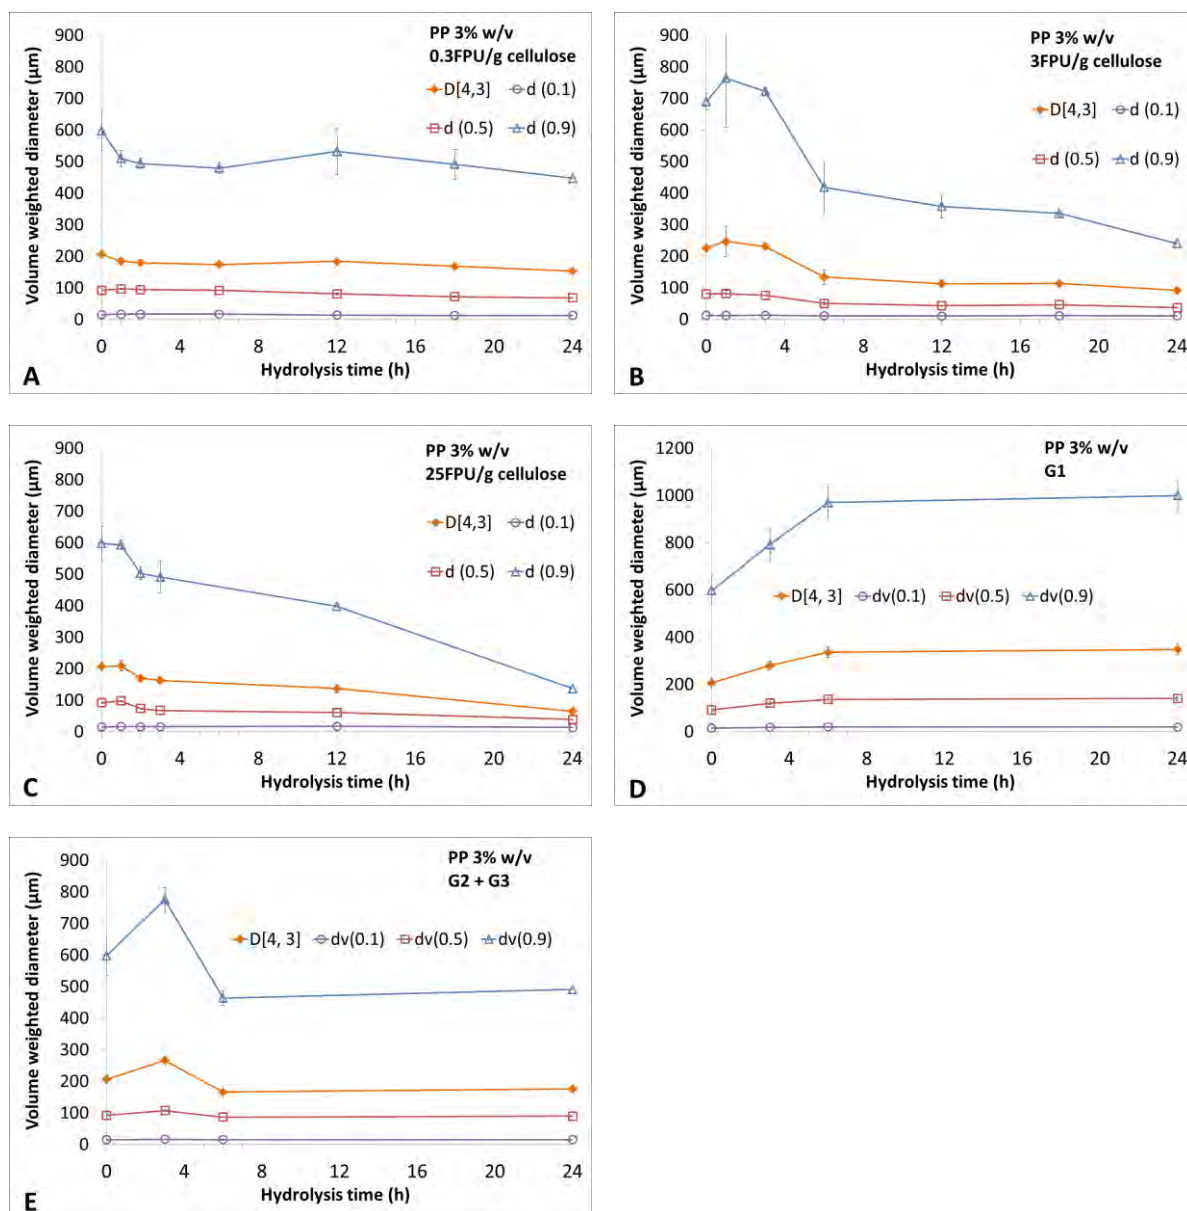 PP 3% w/v
0.3FPU/g cellulose
D[4,3] d (0.1)
d (0.5) d (0.9)
Volume weighted diameter (µm)
900
800
700
600
500
400
300
200
100
0
0 4 8 12 16 20 24
Hydrolysis time (h)
A
PP 3% w/v
3FPU/g cellulose
D[4,3] d (0.1)
d (0.5) d (0.9)
Volume weighted diameter (µm)
900
800
700
600
500
400
300
200
100
0
0 4 8 12 16 20 24
Hydrolysis time (h)
B
PP 3% w/v
25FPU/g cellulose
D[4,3] d (0.1)
d (0.5) d (0.9)
Volume weighted diameter (µm)
900
800
700
600
500
400
300
200
100
0
0 4 8 12 16 20 24
Hydrolysis time (h)
C
PP 3% w/v
G1
D[4, 3] dv(0.1) dv(0.5) dv(0.9)
Volume weighted diameter (µm)
1200
1000
800
600
400
200
0
0 4 8 12 16 20 24
Hydrolysis time (h)
D
PP 3% w/v
G2 + G3
D[4, 3] dv(0.1) dv(0.5) dv(0.9)
Volume weighted diameter (µm)
900
800
700
600
500
400
300
200
100
0
0 4 8 12 16 20 24
Hydrolysis time (h)
E